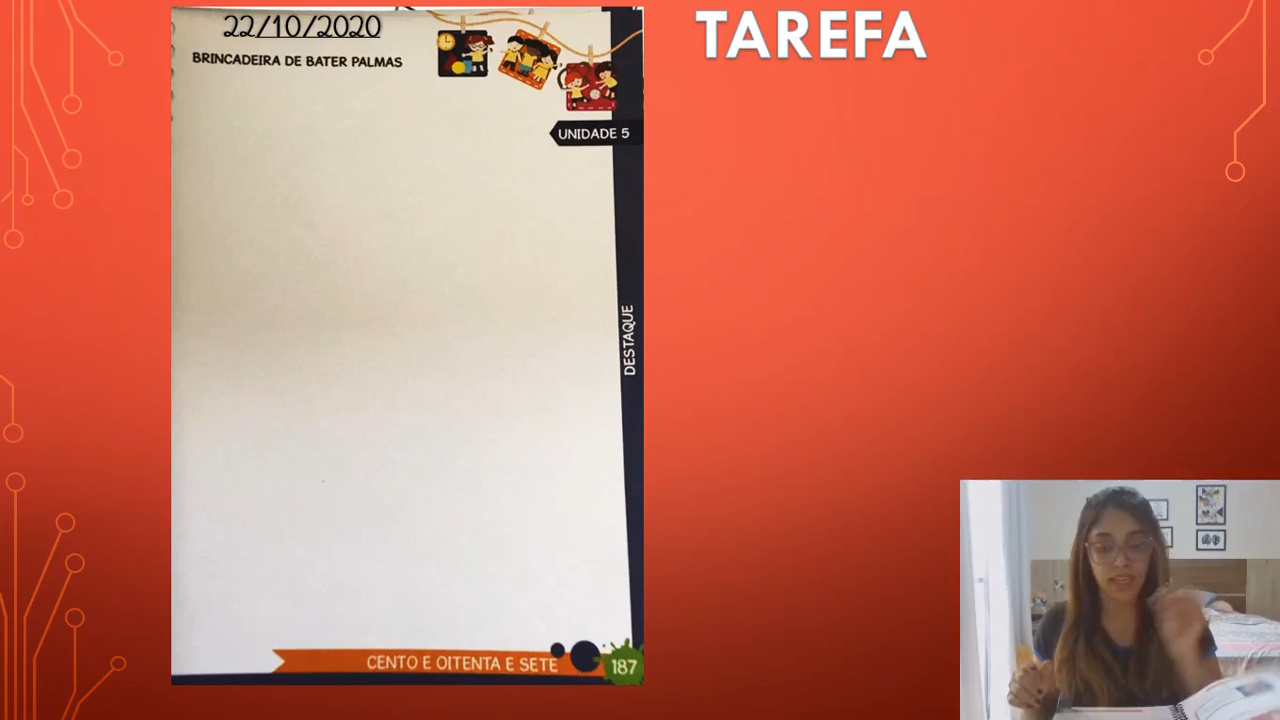 22/10/2020
BRINCADEIRA DE BATER PALMAS
TAREFA
UNIDADE 5
DESTAQUE
CENTO E OITENTA E SETE
187